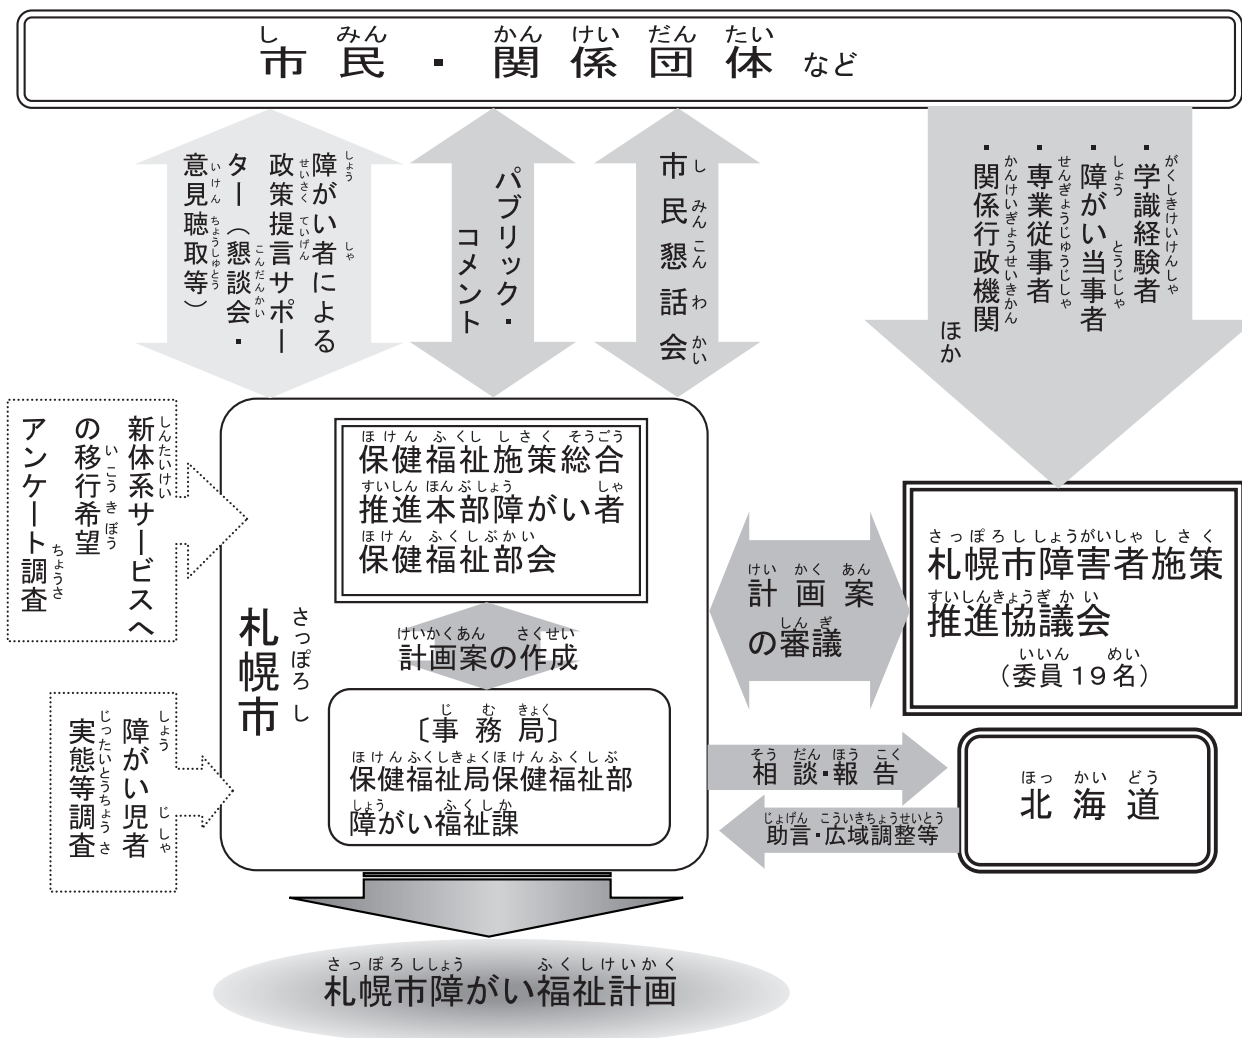 市民・関係団体 など
障がい者による
政策提言サポー
ター（懇談会・
意見聴取等）
パブリック・
コメント
市民懇話会
・学識経験者
・障がい当事者
・専業従事者
・関係行政機関
ほか
新体系サービスへ
の移行希望
アンケート調査
障がい児者
実態等調査
札幌市
保健福祉施策総合
推進本部障がい者
保健福祉部会
計画案の作成
〔事務局〕
保健福祉局保健福祉部
障がい福祉課
計画案
の審議
札幌市障害者施策
推進協議会
（委員19名）
相談・報告
助言・広域調整等
北海道
札幌市障がい福祉計画